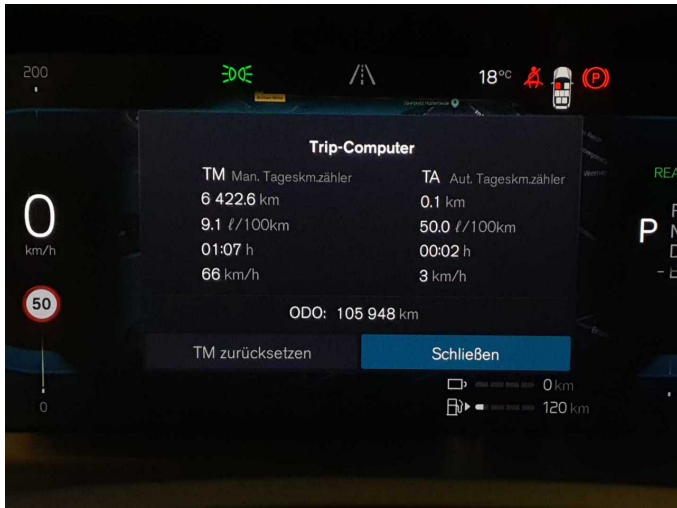 200
18°C
(P)
Trip-Computer
TM Man. Tageskm.zähler
TA Aut. Tageskm.zähler
6 422.6 km
0.1 km
9.1 ℓ/100km
50.0 ℓ/100km
01:07 h
00:02 h
66 km/h
3 km/h
ODO: 105 948 km
TM zurücksetzen
Schließen
0
km/h
50
0
REA
P
0 km
120 km